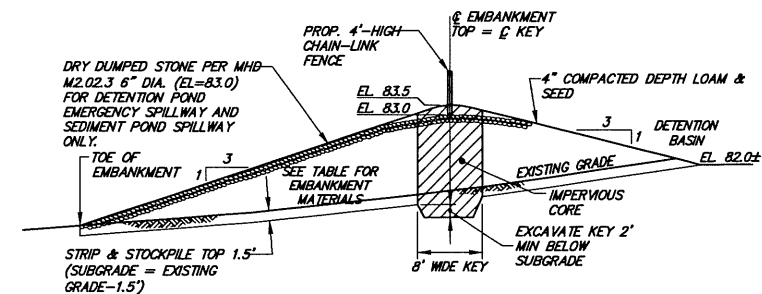 PROP. 4'-HIGH
CHAIN-LINK
FENCE
℄ EMBANKMENT
TOP = ℄ KEY
DRY DUMPED STONE PER MHD
M2.02.3 6" DIA. (EL=83.0)
FOR DETENTION POND
EMERGENCY SPILLWAY AND
SEDIMENT POND SPILLWAY
ONLY.
EL 83.5
EL 83.0
4" COMPACTED DEPTH LOAM &
SEED
3
1
DETENTION
BASIN
EL 82.0±
TOE OF
EMBANKMENT
3
1
SEE TABLE FOR
EMBANKMENT
MATERIALS
EXISTING GRADE
IMPERVIOUS
CORE
EXCAVATE KEY 2'
MIN BELOW
SUBGRADE
STRIP & STOCKPILE TOP 1.5'
(SUBGRADE = EXISTING
GRADE-1.5')
8' WIDE KEY